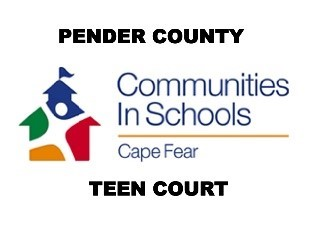 PENDER COUNTY
Communities
In Schools
Cape Fear
TEEN COURT